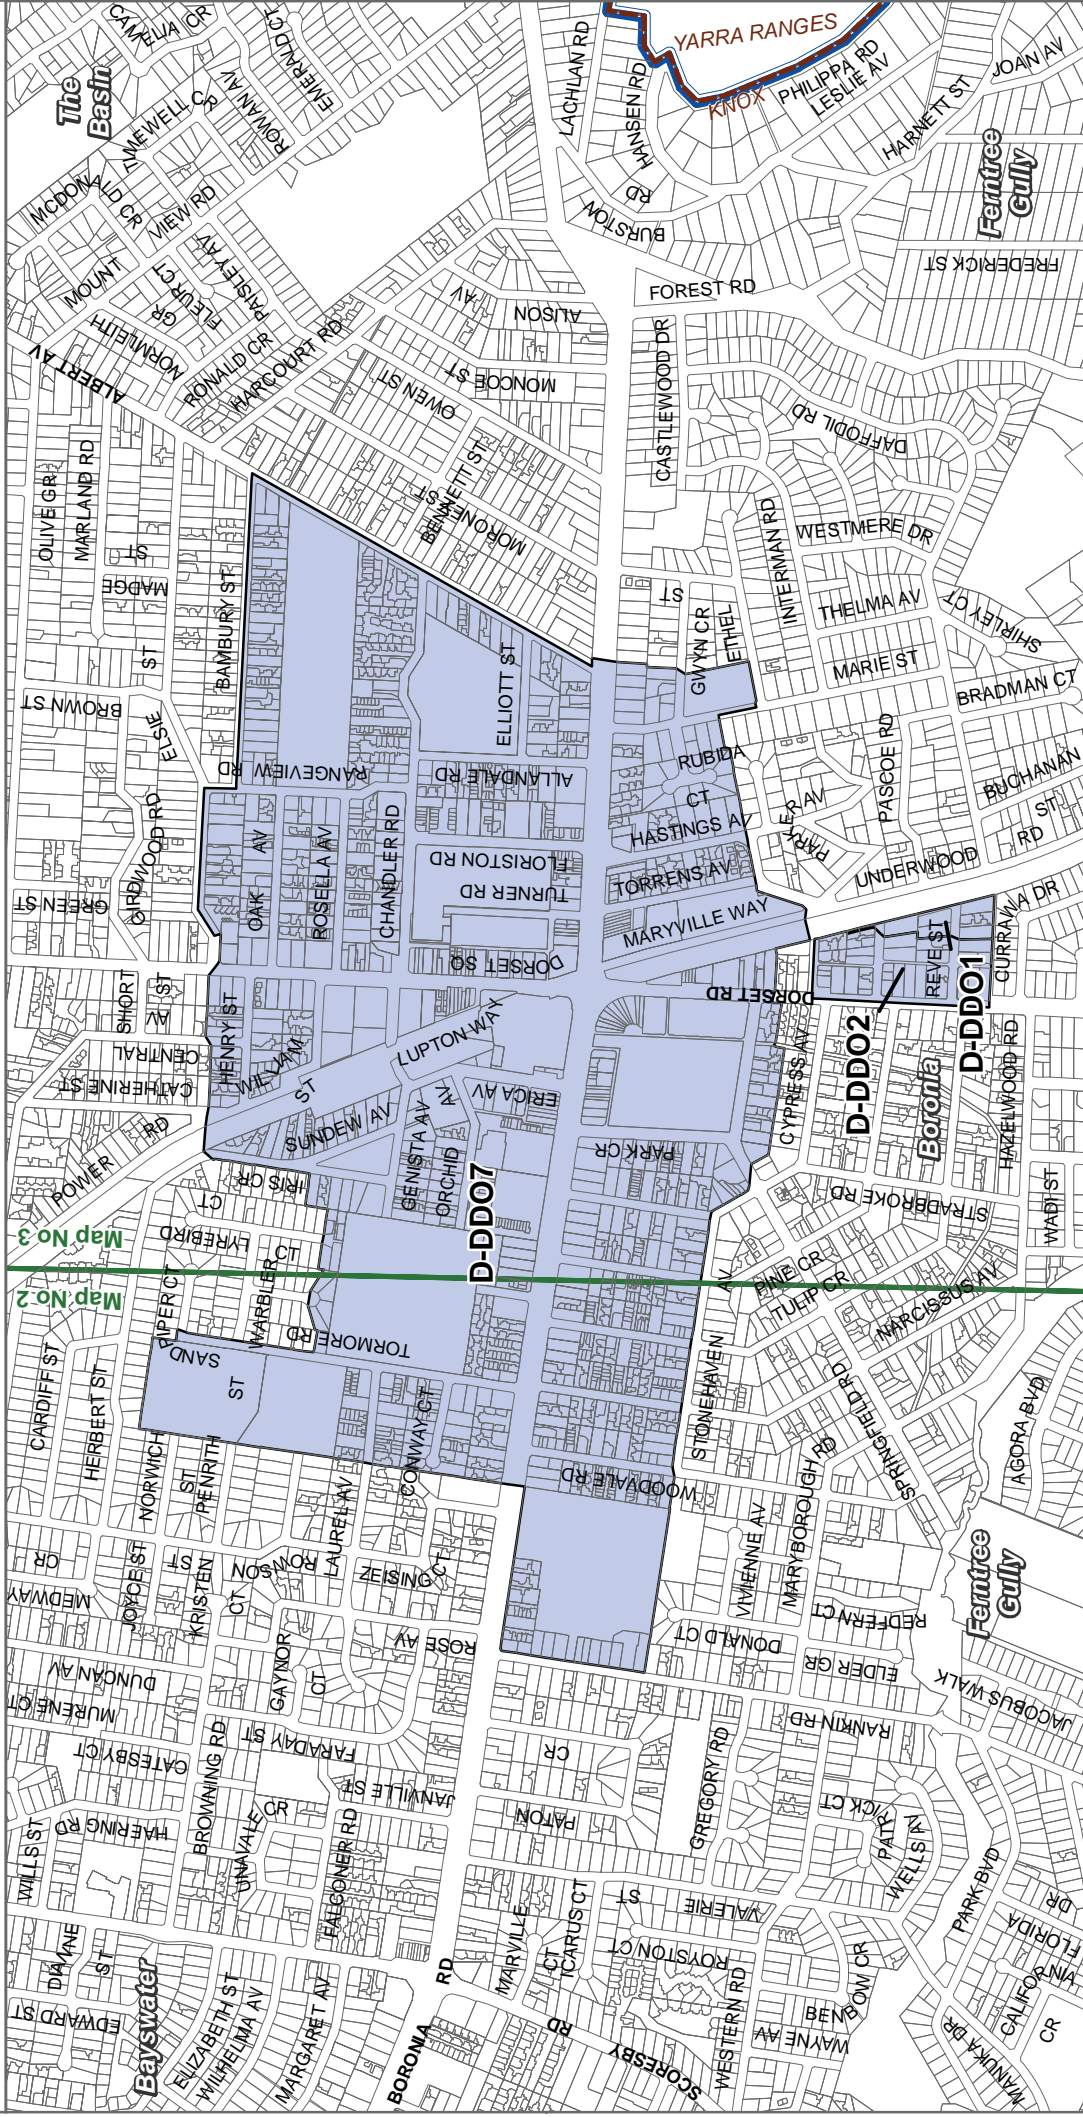 CAMELIA CR
EMERALD CT
The
Basin
TIMEWELL CR
ROWAN AV
LACHLAN RD
HANSEN RD
YARRA RANGES
KNOX
PHILIPPA RD
LESLIE AV
JOAN AV
HARNETT ST
Ferntree
Gully
MCDONALD CR
VIEW RD
MOUNT
FLEUR CT
PAISLEY AV
GR
NORMLEITH
RONALD CR
HARCOURT RD
ALBERT AV
BURSTOW
RD
FREDERICK ST
FOREST RD
ALISON
AV
MONCOE ST
OWEN ST
CASTLEWOOD DR
DAFFODIL RD
OLIVE GR
MARLAND RD
MADGE
ST
BENNETT ST
MORONEY ST
WESTMERE DR
INTERMAN RD
BAMBURY ST
BROWN ST
ELSIE
ST
ELLIOTT ST
ST
GWYN CR
ETHEL
THELMA AV
SHIRLEY CT
MARIE ST
BRADMAN CT
RANGEVIEW RD
ALLANDALE RD
RUBIDA
CT
PASCOE RD
BUCHANAN
ST
RD
GIRDWOOD RD
GREEN ST
OAK
AV
ROSELLA AV
CHANDLER RD
FLORISTON RD
TURNER RD
HASTINGS AV
TORRENS AV
PARKER AV
UNDERWOOD
MARYVILLE WAY
DORSET SQ
DORSET RD
REVE ST
CURRAWA DR
D-DDO1
D-DDO2
SHORT
ST
AV
CENTRAL
CATHERINE ST
HENRY ST
WILLIAM
ST
LUPTON WAY
SUNDEW AV
ERICA AV
GENISTA AV
AV
ORCHID
PARK CR
CYPRESS AV
Boronia
HAZELWOOD RD
POWER
RD
IRIS CR
CT
LYREBIRD
WARBLER CT
D-DDO7
STRADBROKE RD
WADI ST
Map No 3
Map No 2
PIPER CT
TORMORE RD
AV
STONEHAVEN
PINE CR
TULIP CR
NARCISSUS AV
CARDIFF ST
HERBERT ST
SAND
ST
NORWICH
ST
PENRITH
CONWAY CT
WOODVALE RD
SPRINGFIELD RD
AGORA BVD
MARYBOROUGH RD
VIVIENNE AV
LAUREL AV
ROWSON
ST
ZEISING CT
CR
MEDWAY
JOYCE ST
KRISTEN
CT
Ferntree
Gully
REDFERN CT
DONALD CT
ELDER GR
ROSE AV
GAYNOR
CT
DUNCAN AV
MURENE CT
FARADAY ST
GATESBY CT
BROWNING RD
JACOBUS WALK
RANKIN RD
GREGORY RD
CR
PATON
JANVILLE ST
UNAVALE CR
HAERING RD
WILLS ST
FALCONER RD
PATRICK CT
WELLS AV
PARK BVD
VALERIE
ST
ICARUS CT
MARVILLE
CT
ROYSTON CT
FLORIDA
DR
DIANNE
ST
EDWARD ST
Bayswater
ELIZABETH ST
WILHELMA AV
MARGARET AV
BORONIA
RD
SCORESBY
RD
WESTERN RD
WAYNE AV
BENBOW CR
CALIFORNIA
CR
MANUKA DR